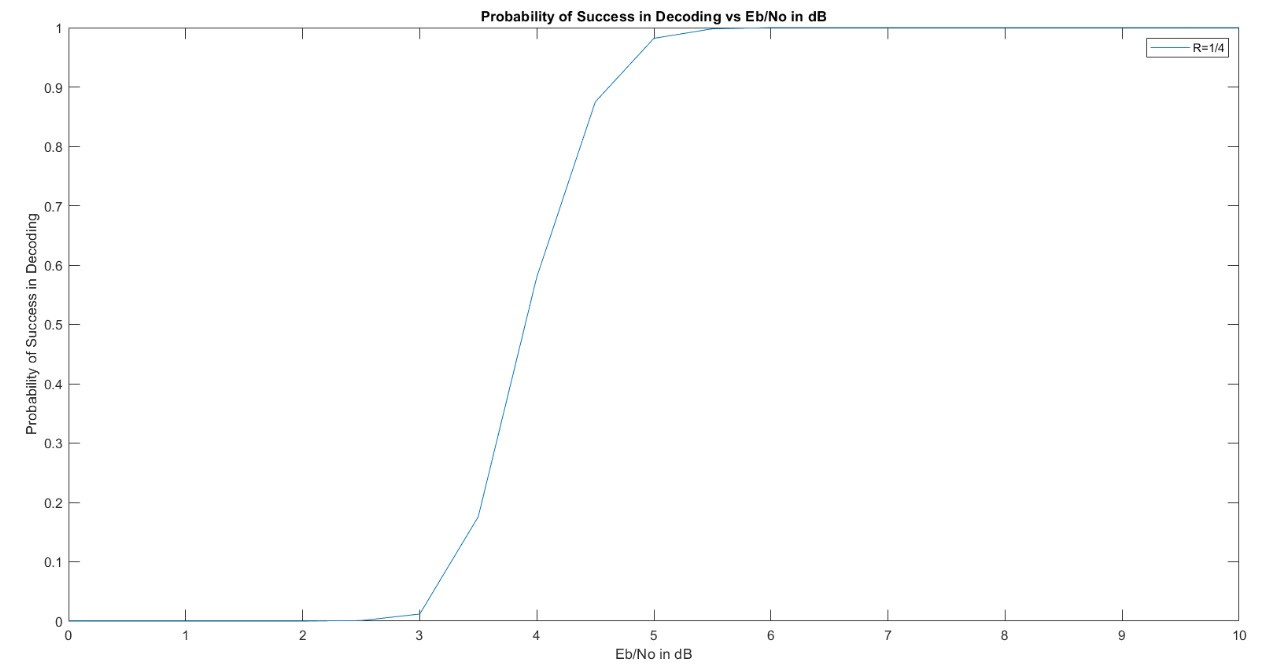 Probability of Success in Decoding vs Eb/No in dB
R=1/4
Probability of Success in Decoding
1
0.9
0.8
0.7
0.6
0.5
0.4
0.3
0.2
0.1
0
0 1 2 3 4 5 6 7 8 9 10
Eb/No in dB